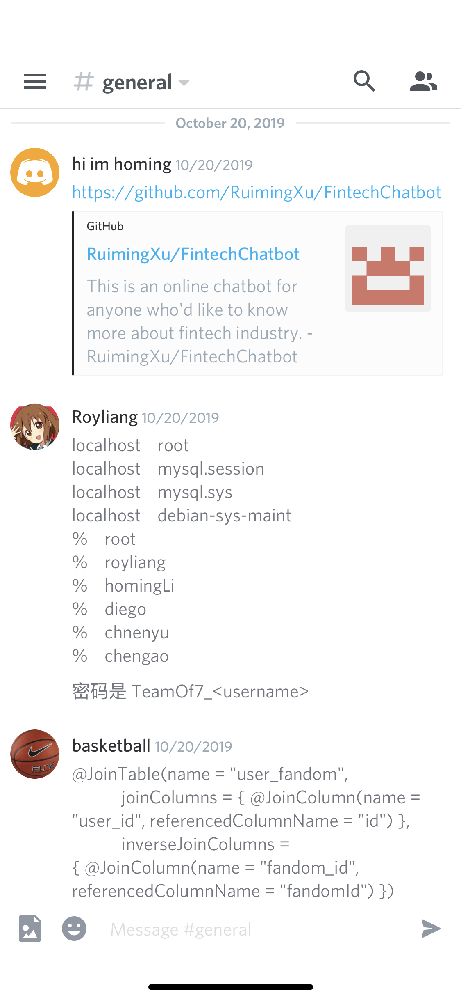 # general
October 20, 2019
hi im homing 10/20/2019
https://github.com/RuimingXu/FintechChatbot
GitHub
RuimingXu/FintechChatbot
This is an online chatbot for
anyone who'd like to know
more about fintech industry. -
RuimingXu/FintechChatbot
Royliang 10/20/2019
localhost root
localhost mysql.session
localhost mysql.sys
localhost debian-sys-maint
% root
% royliang
% homingLi
% diego
% chnenyu
% chengao
密码是 TeamOf7_<username>
basketball 10/20/2019
ELITE
@JoinTable(name = "user_fandom",
joinColumns = { @JoinColumn(name =
"user_id", referencedColumnName = "id") },
inverseJoinColumns =
{ @JoinColumn(name = "fandom_id",
referencedColumnName = "fandomId") })
Message #general